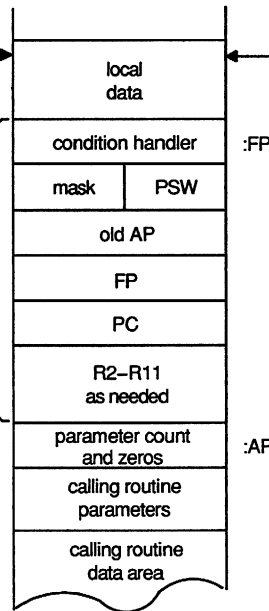 local
data
condition handler :FP
mask PSW
old AP
FP
PC
R2–R11
as needed
parameter count :AP
and zeros
calling routine
parameters
calling routine
data area